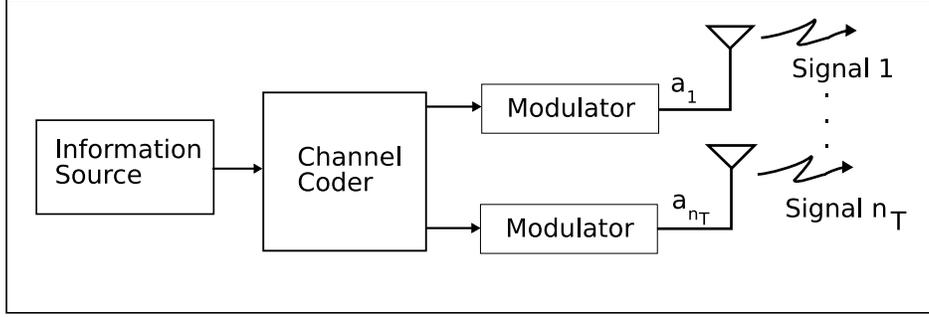 Information
Source
Channel
Coder
Modulator
a1
Signal 1
Modulator
anT
Signal nT